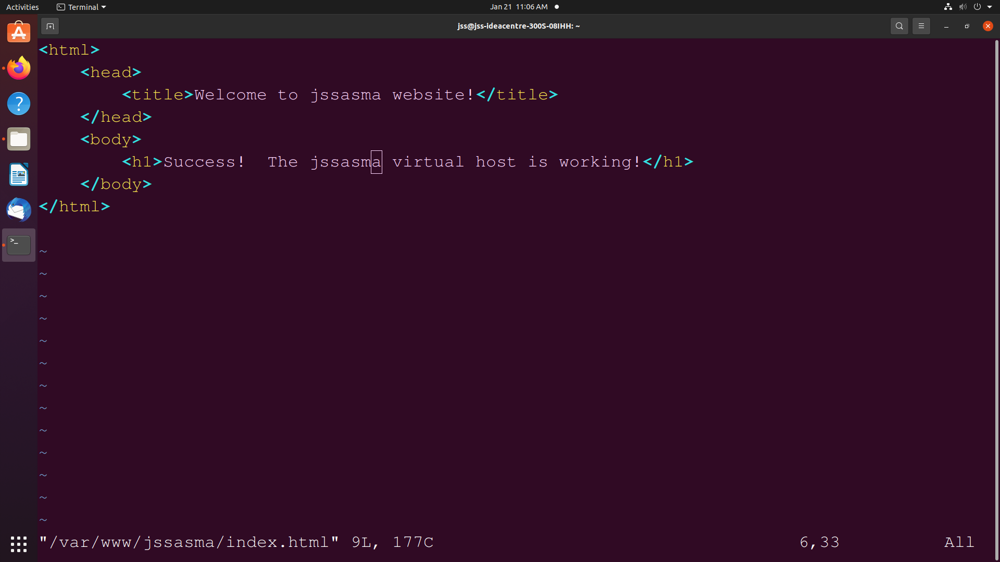 Activities Terminal Jan 21 11:06 AM
jss@jss-ideacentre-300S-08IHH: ~
<html>
    <head>
        <title>Welcome to jssasma website!</title>
    </head>
    <body>
        <h1>Success!  The jssasma virtual host is working!</h1>
    </body>
</html>

~
~
~
~
~
~
~
~
~
~
~
~
~
"/var/www/jssasma/index.html" 9L, 177C 6,33 All